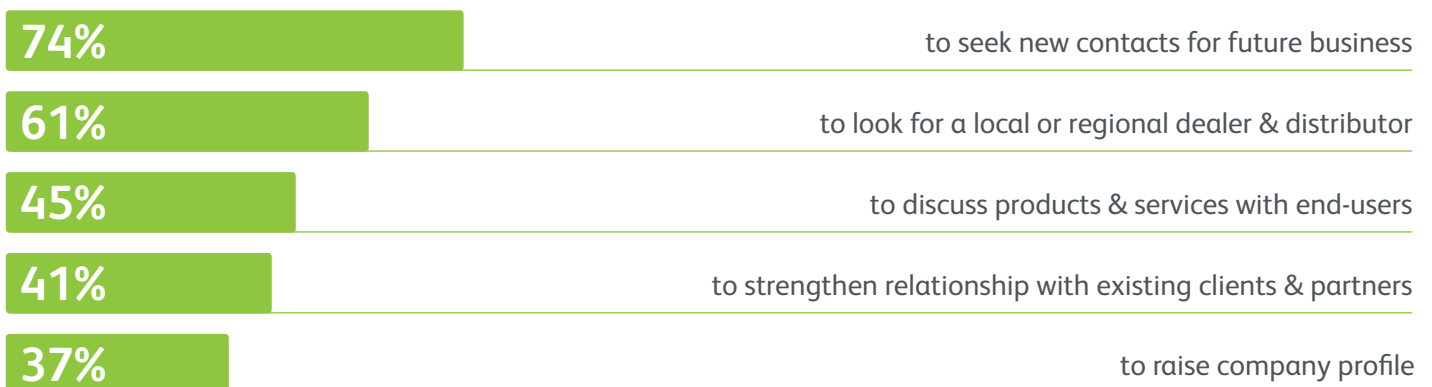 74% to seek new contacts for future business
61% to look for a local or regional dealer & distributor
45% to discuss products & services with end-users
41% to strengthen relationship with existing clients & partners
37% to raise company profile